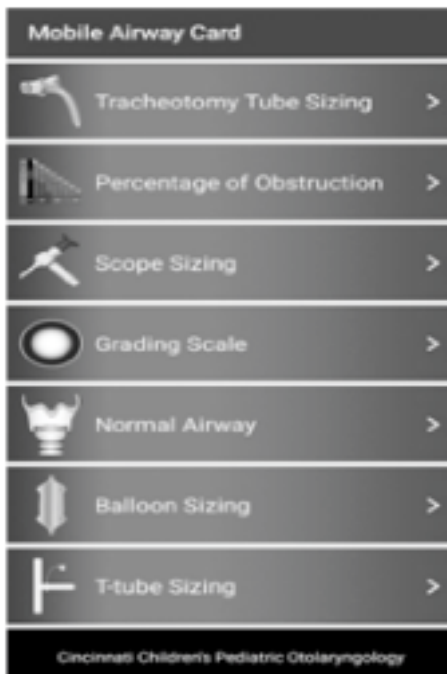 Mobile Airway Card
Tracheotomy Tube Sizing >
Percentage of Obstruction >
Scope Sizing >
Grading Scale >
Normal Airway >
Balloon Sizing >
T-tube Sizing >
Cincinnati Children's Pediatric Otolaryngology